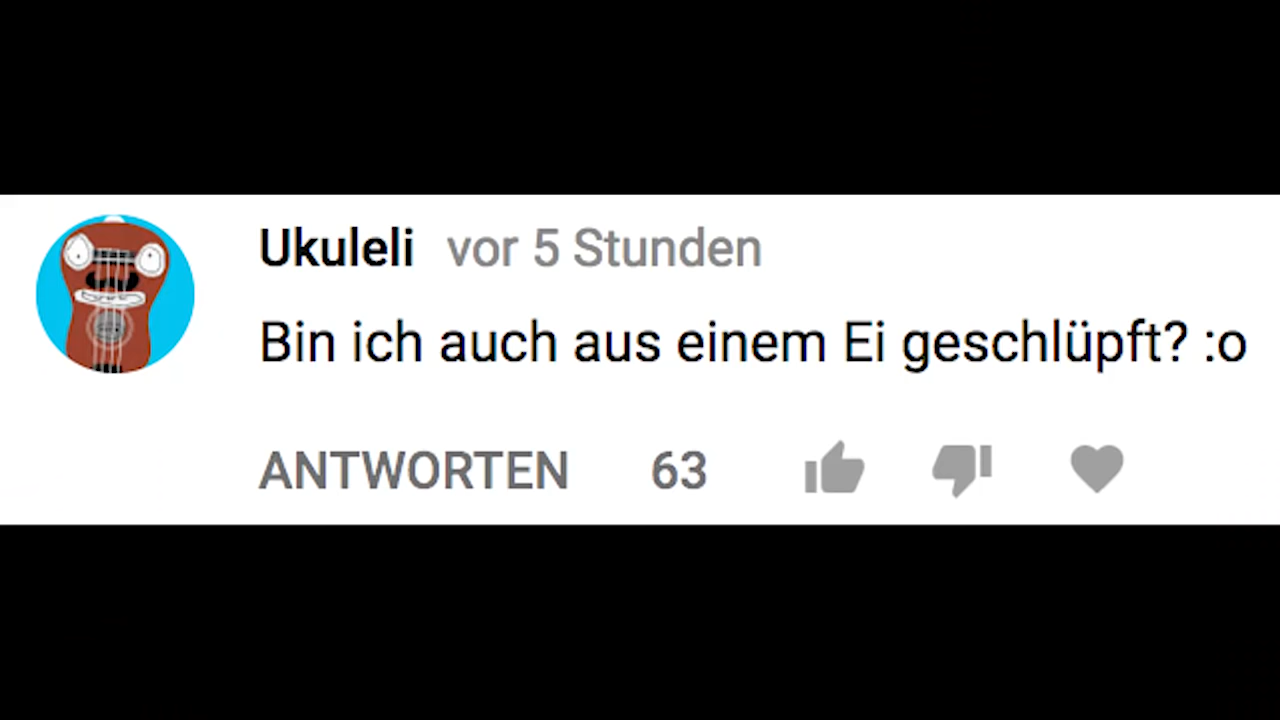 Ukuleli vor 5 Stunden
Bin ich auch aus einem Ei geschlüpft? :o
ANTWORTEN 63